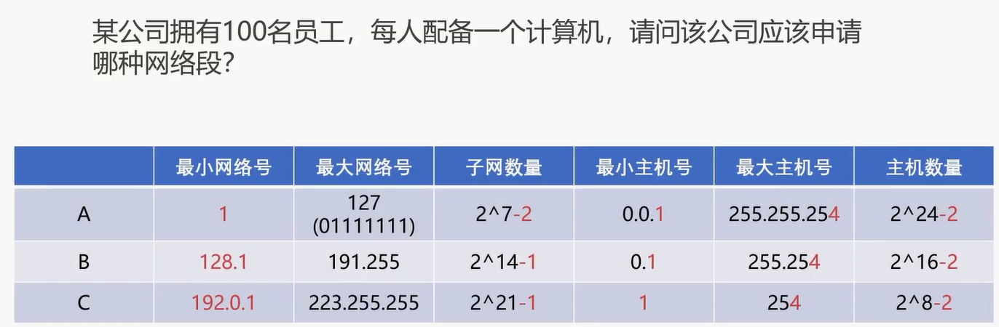 某公司拥有100名员工，每人配备一个计算机，请问该公司应该申请
哪种网络段？
最小网络号 最大网络号 子网数量 最小主机号 最大主机号 主机数量
A 1 127 (01111111) 2^7-2 0.0.1 255.255.254 2^24-2
B 128.1 191.255 2^14-1 0.1 255.254 2^16-2
C 192.0.1 223.255.255 2^21-1 1 254 2^8-2